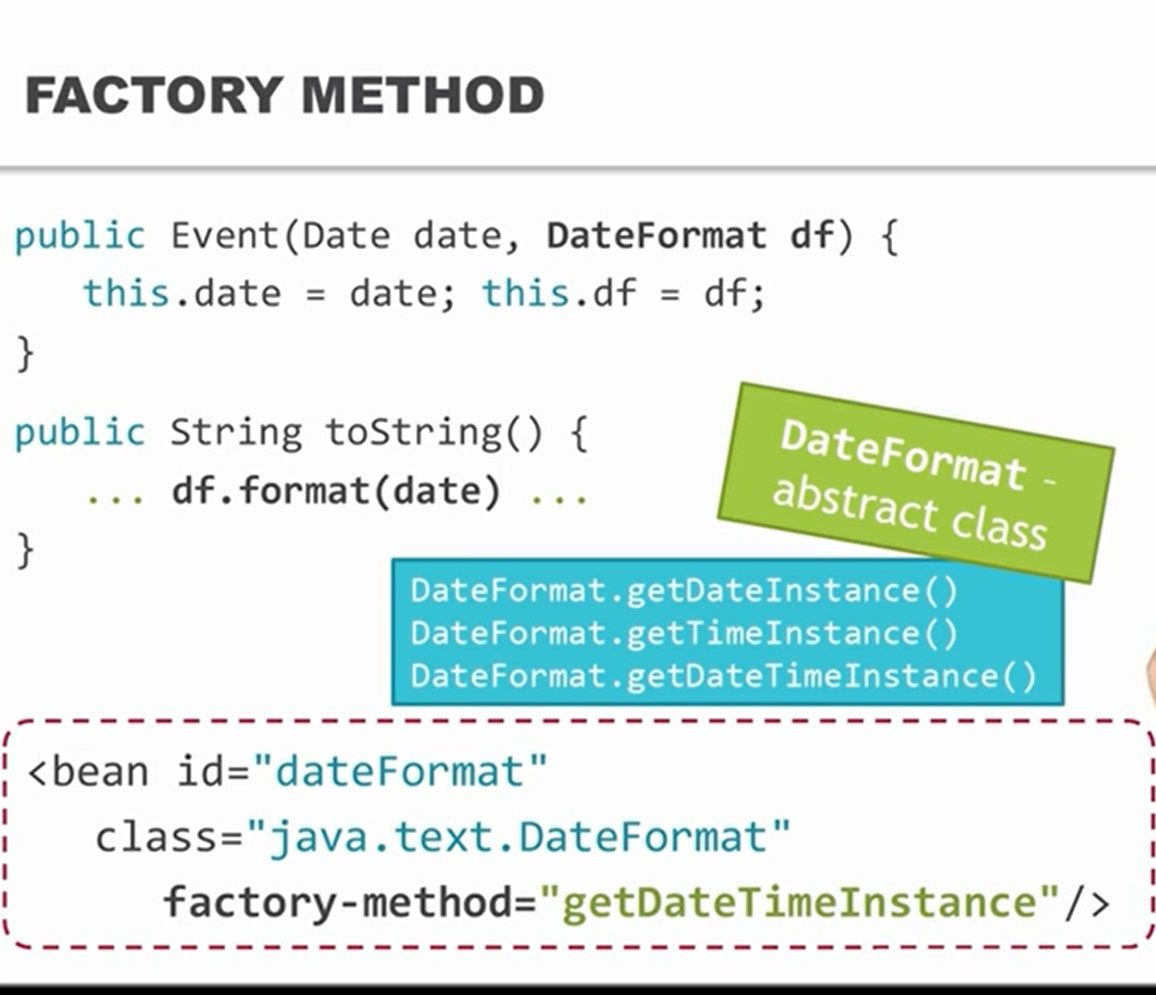 FACTORY METHOD
public Event(Date date, DateFormat df) {
this.date = date; this.df = df;
}
public String toString() {
... df.format(date) ...
}
DateFormat -
abstract class
DateFormat.getDateInstance()
DateFormat.getTimeInstance()
DateFormat.getDateTimeInstance()
<bean id="dateFormat"
class="java.text.DateFormat"
factory-method="getDateTimeInstance"/>